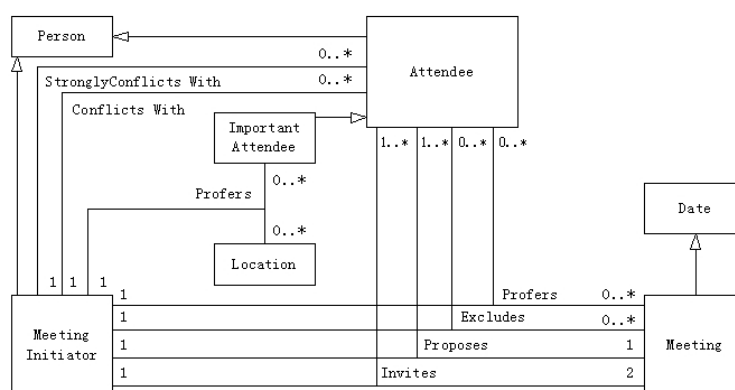 Person
Attendee
0..*
StronglyConflicts With
0..*
Conflicts With
Important
Attendee
1..*
1..*
0..*
0..*
0..*
Profers
Date
0..*
Location
1
1
1
1
Profers
0..*
1
Excludes
0..*
Meeting
Initiator
1
Proposes
1
Meeting
1
Invites
2